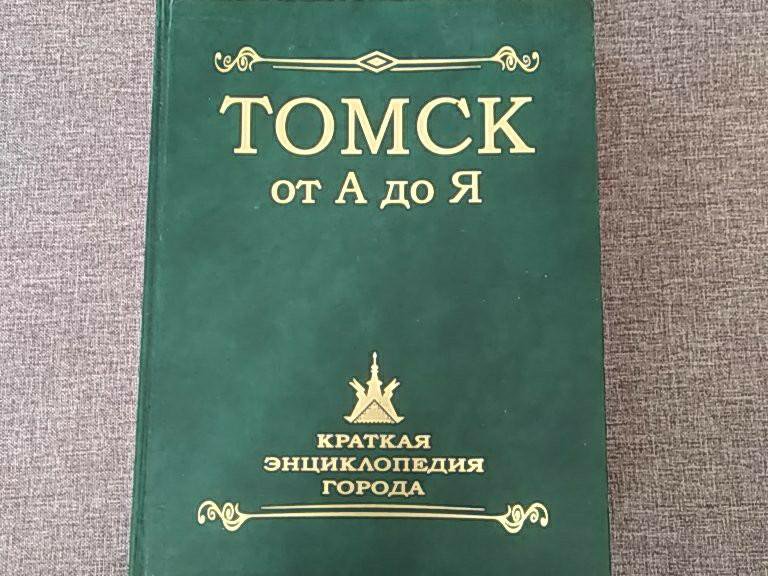 ТОМСК
от А до Я
КРАТКАЯ
ЭНЦИКЛОПЕДИЯ
ГОРОДА